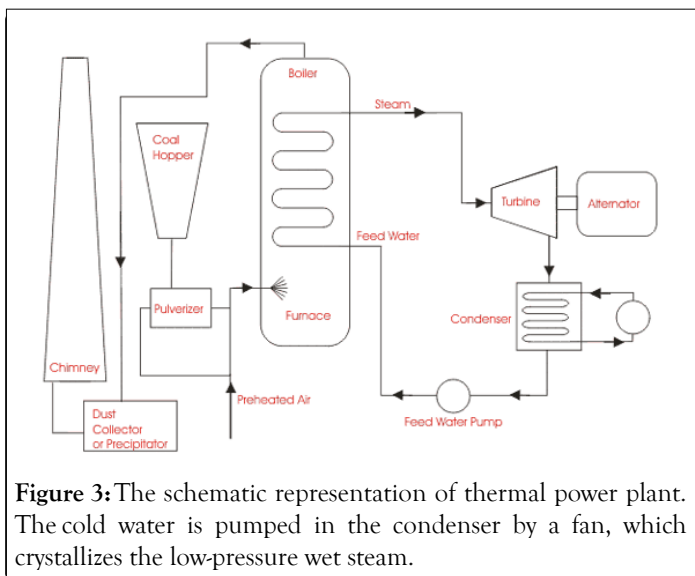 Boiler
Steam
Coal
Hopper
Turbine
Alternator
Feed Water
Pulverizer
Furnace
Condenser
Chimney
Preheated Air
Dust
Collector
or Precipitator
Feed Water Pump
Figure 3: The schematic representation of thermal power plant.
The cold water is pumped in the condenser by a fan, which
crystallizes the low-pressure wet steam.